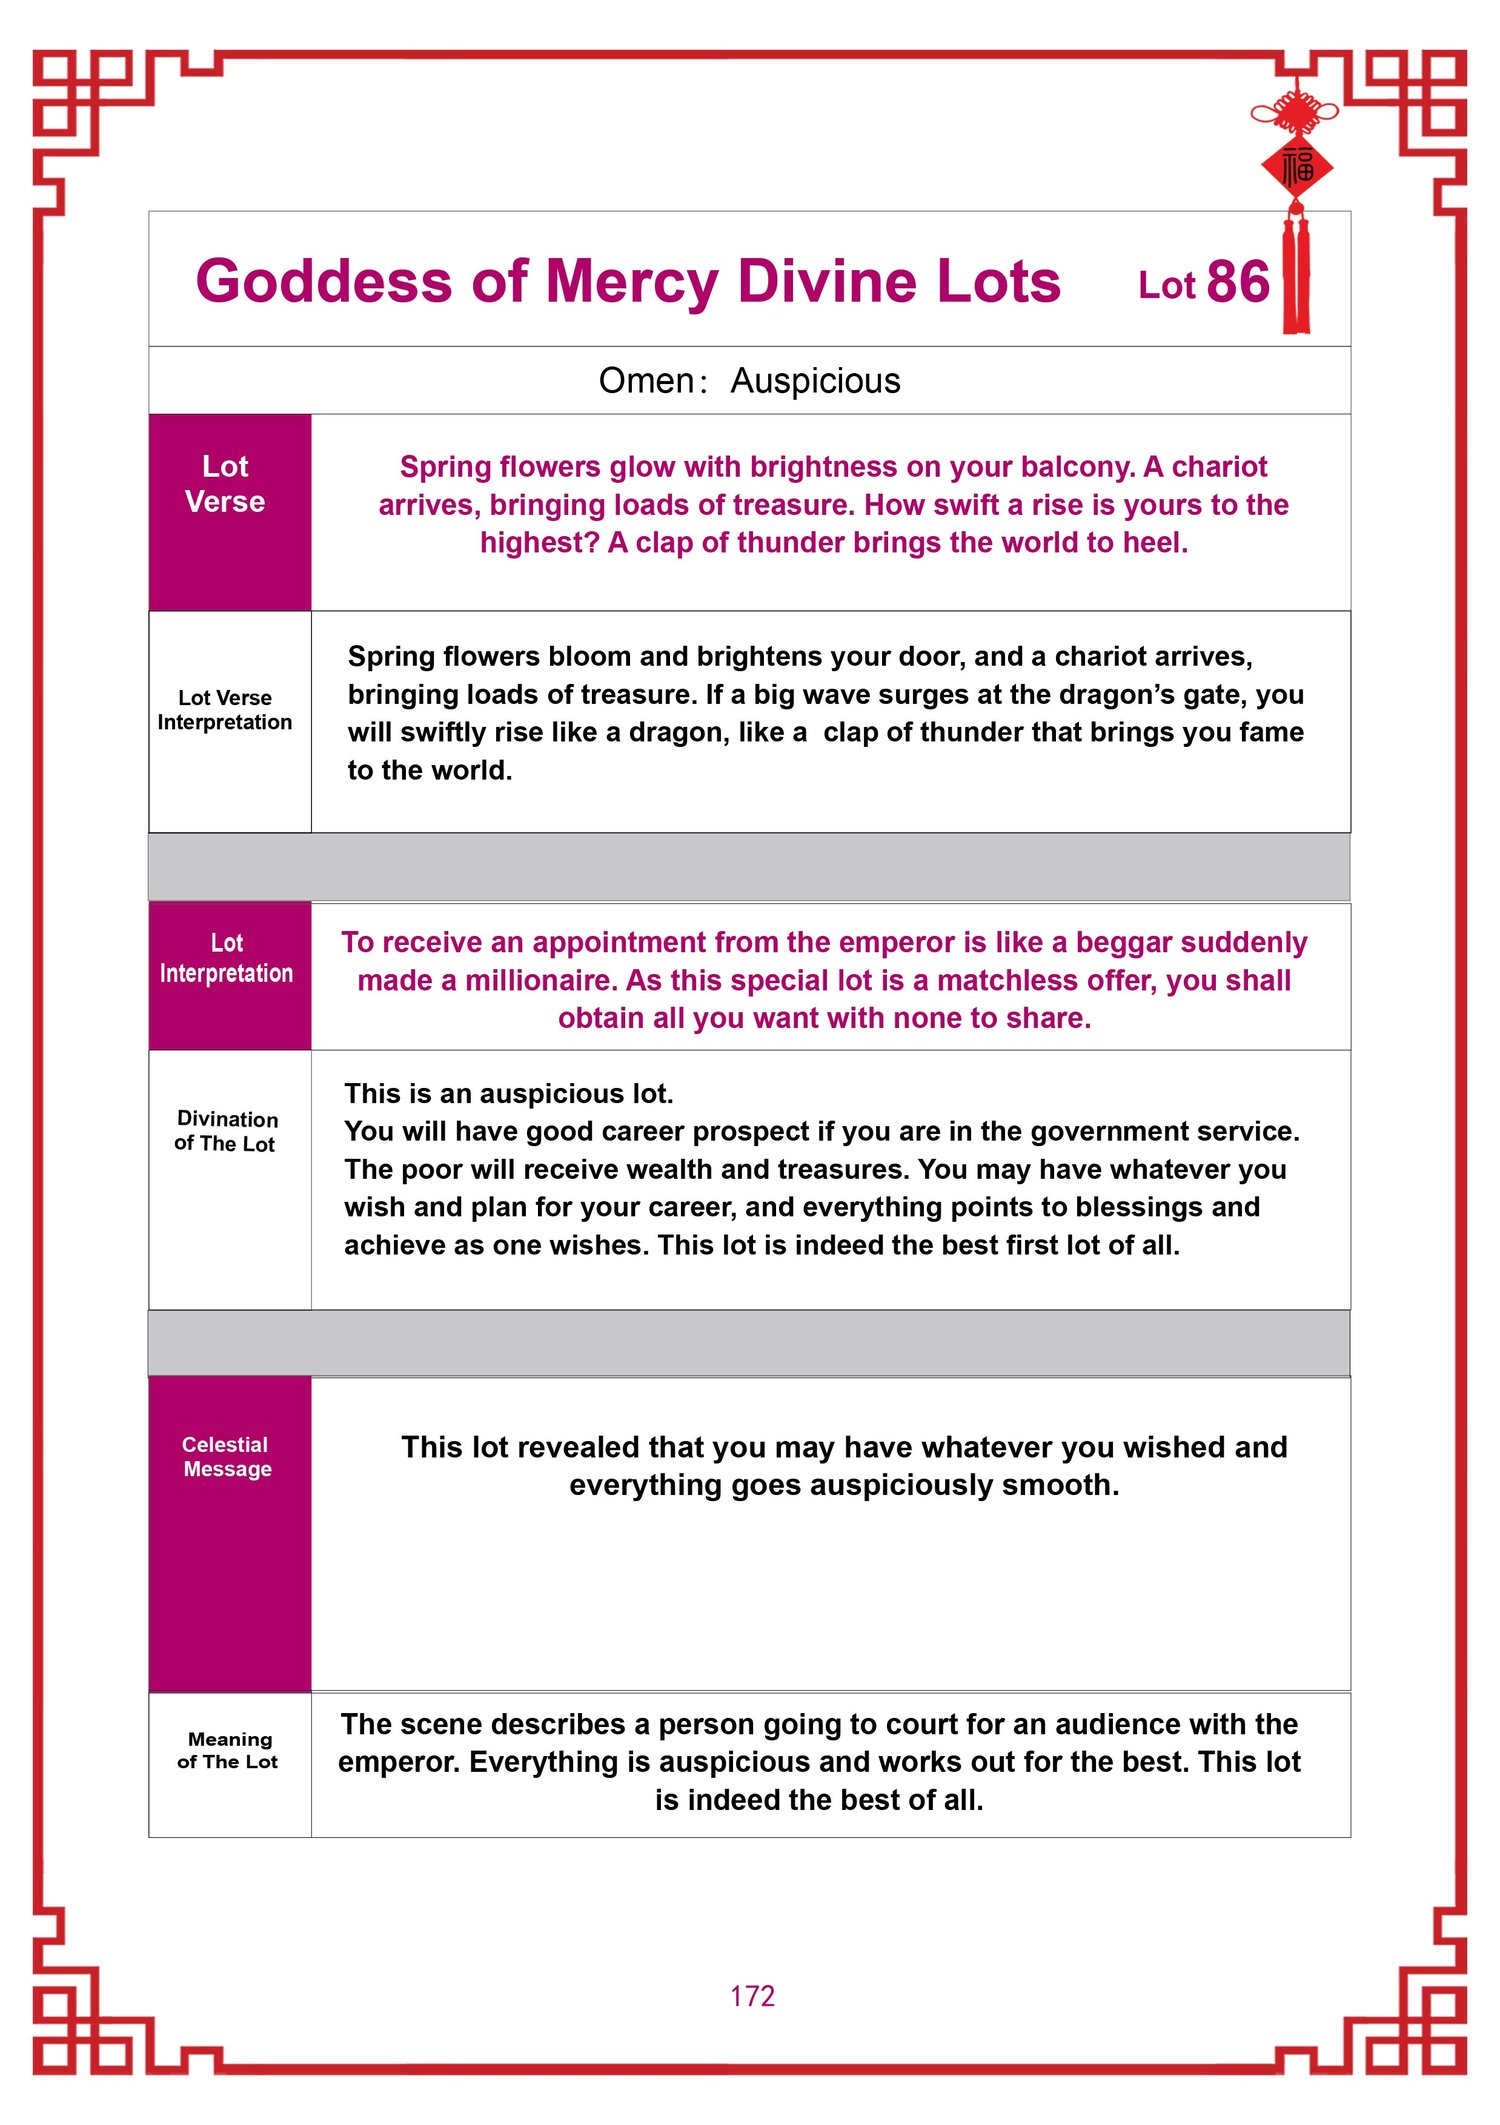 福
Goddess of Mercy Divine Lots Lot 86
Omen： Auspicious
Lot
Verse
Spring flowers glow with brightness on your balcony. A chariot
arrives, bringing loads of treasure. How swift a rise is yours to the
highest? A clap of thunder brings the world to heel.
Lot Verse
Interpretation
Spring flowers bloom and brightens your door, and a chariot arrives,
bringing loads of treasure. If a big wave surges at the dragon’s gate, you
will swiftly rise like a dragon, like a  clap of thunder that brings you fame
to the world.
Lot
Interpretation
To receive an appointment from the emperor is like a beggar suddenly
made a millionaire. As this special lot is a matchless offer, you shall
obtain all you want with none to share.
Divination
of The Lot
This is an auspicious lot.
You will have good career prospect if you are in the government service.
The poor will receive wealth and treasures. You may have whatever you
wish and plan for your career, and everything points to blessings and
achieve as one wishes. This lot is indeed the best first lot of all.
Celestial
Message
This lot revealed that you may have whatever you wished and
everything goes auspiciously smooth.
Meaning
of The Lot
The scene describes a person going to court for an audience with the
emperor. Everything is auspicious and works out for the best. This lot
is indeed the best of all.
172